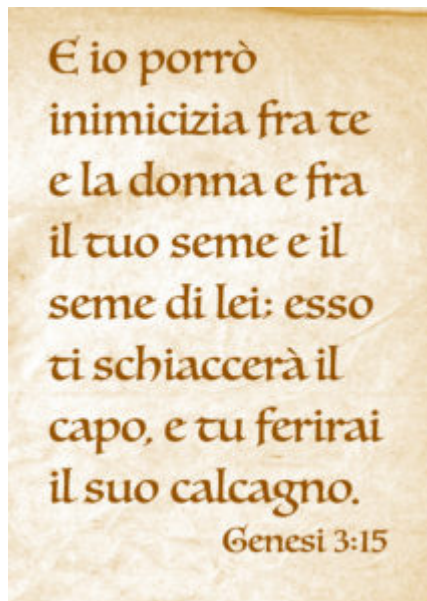 E io porrò
inimicizia fra te
e la donna e fra
il tuo seme e il
seme di lei: esso
ti schiaccerà il
capo, e tu ferirai
il suo calcagno.
Genesi 3:15